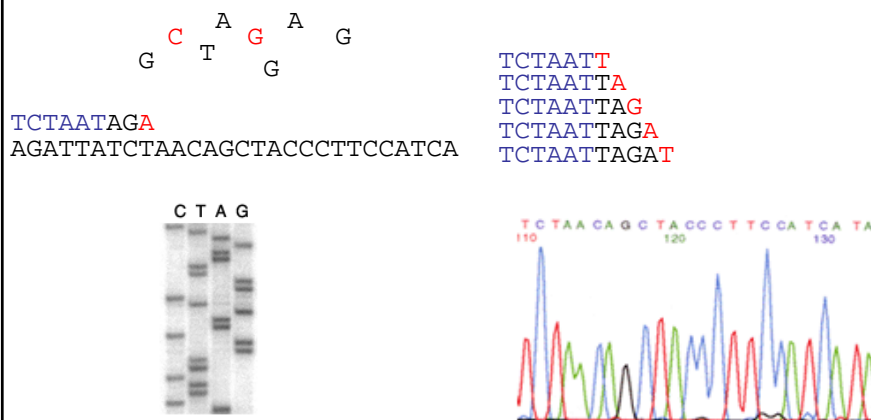 A A
C G G
G T G
TCTAATAGA
AGATTATCTAACAGCTACCCTTCCATCA
TCTAATT
TCTAATTA
TCTAATTAG
TCTAATTAGA
TCTAATTAGAT
C T A G
T C T A A C A G C T A C C C T T C C A T C A T A
110 120 130